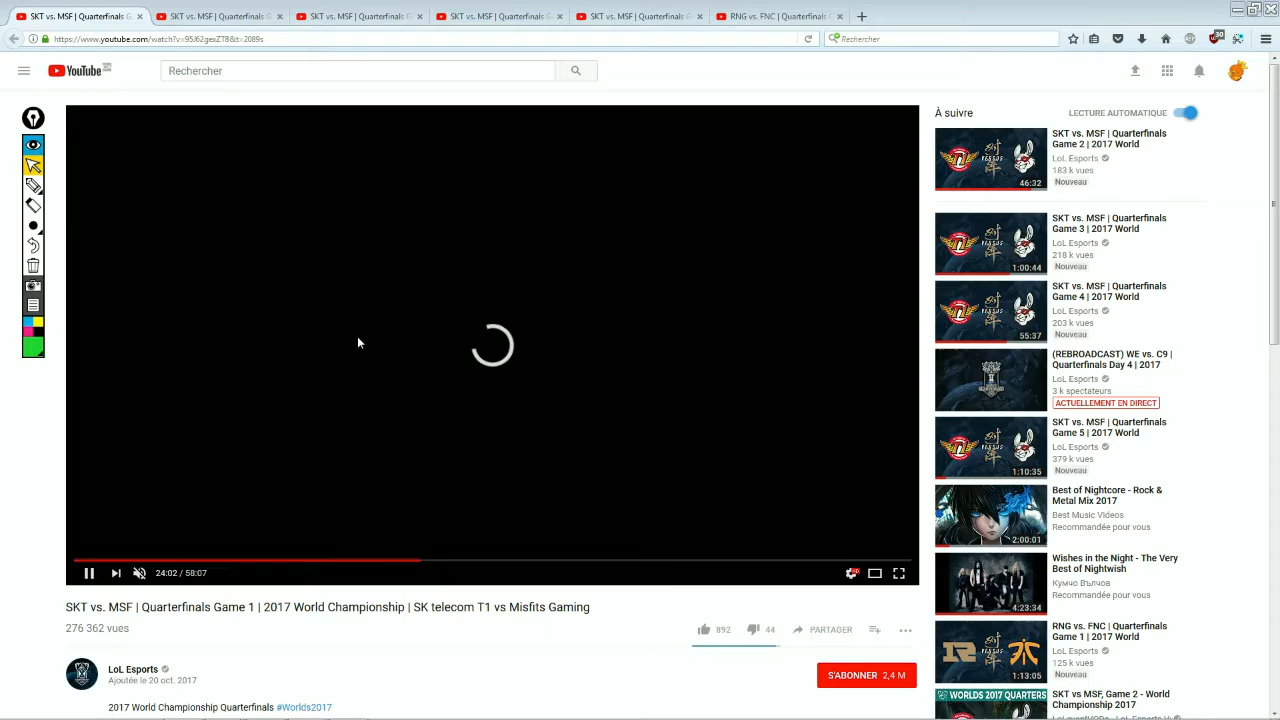 SKT vs. MSF | Quarterfinals G
SKT vs. MSF | Quarterfinals G
SKT vs. MSF | Quarterfinals G
SKT vs. MSF | Quarterfinals G
SKT vs. MSF | Quarterfinals G
RNG vs. FNC | Quarterfinals
https://www.youtube.com/watch?v=95J62gexZT8&t=2089s
Rechercher
30
YouTube
Rechercher
À suivre
LECTURE AUTOMATIQUE
SKT vs. MSF | Quarterfinals
Game 2 | 2017 World
LoL Esports
183 k vues
Nouveau
46:32
SKT vs. MSF | Quarterfinals
Game 3 | 2017 World
LoL Esports
218 k vues
Nouveau
1:00:44
SKT vs. MSF | Quarterfinals
Game 4 | 2017 World
LoL Esports
203 k vues
Nouveau
55:37
(REBROADCAST) WE vs. C9 |
Quarterfinals Day 4 | 2017
LoL Esports
3 k spectateurs
ACTUELLEMENT EN DIRECT
SKT vs. MSF | Quarterfinals
Game 5 | 2017 World
LoL Esports
379 k vues
Nouveau
1:10:35
Best of Nightcore - Rock &
Metal Mix 2017
Best Music Videos
Recommandée pour vous
2:00:01
Wishes in the Night - The Very
Best of Nightwish
Кумчо Вълчов
Recommandée pour vous
4:23:34
RNG vs. FNC | Quarterfinals
Game 1 | 2017 World
LoL Esports
125 k vues
Nouveau
1:13:05
WORLDS 2017 QUARTERS
SKT vs MSF, Game 2 - World
Championship 2017
24:02 / 58:07
SKT vs. MSF | Quarterfinals Game 1 | 2017 World Championship | SK telecom T1 vs Misfits Gaming
276 362 vues
892
44
PARTAGER
LoL Esports
Ajoutée le 20 oct. 2017
S'ABONNER 2,4 M
2017 World Championship Quarterfinals #Worlds2017